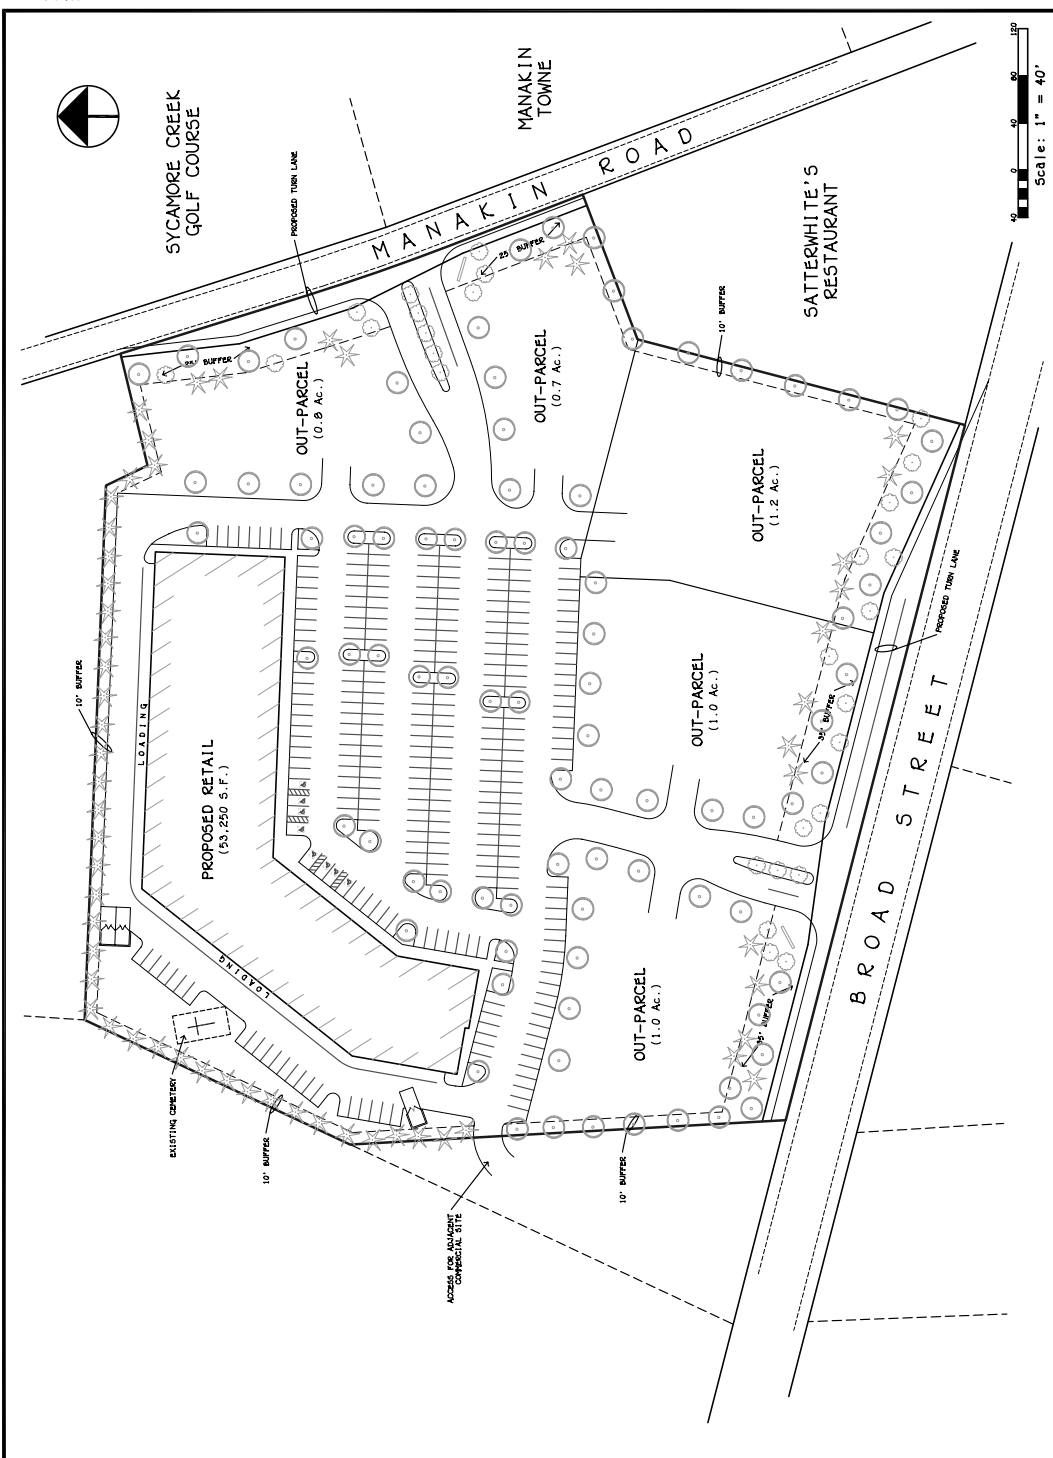 SYCAMORE CREEK
GOLF COURSE
MANAKIN
TOWNE
MANAKIN ROAD
PROPOSED TURN LANE
SATTERWHITE'S
RESTAURANT
120
80
40
0
40
Scale: 1" = 40'
25' BUFFER
25' BUFFER
10' BUFFER
OUT-PARCEL
(0.8 Ac.)
OUT-PARCEL
(0.7 Ac.)
OUT-PARCEL
(1.2 Ac.)
PROPOSED TURN LANE
10' BUFFER
LOADING
PROPOSED RETAIL
(53,250 S.F.)
OUT-PARCEL
(1.0 Ac.)
35' BUFFER
BROAD STREET
LOADING
OUT-PARCEL
(1.0 Ac.)
35' BUFFER
EXISTING CEMETERY
10' BUFFER
10' BUFFER
ACCESS FOR ADJACENT
COMMERCIAL SITE